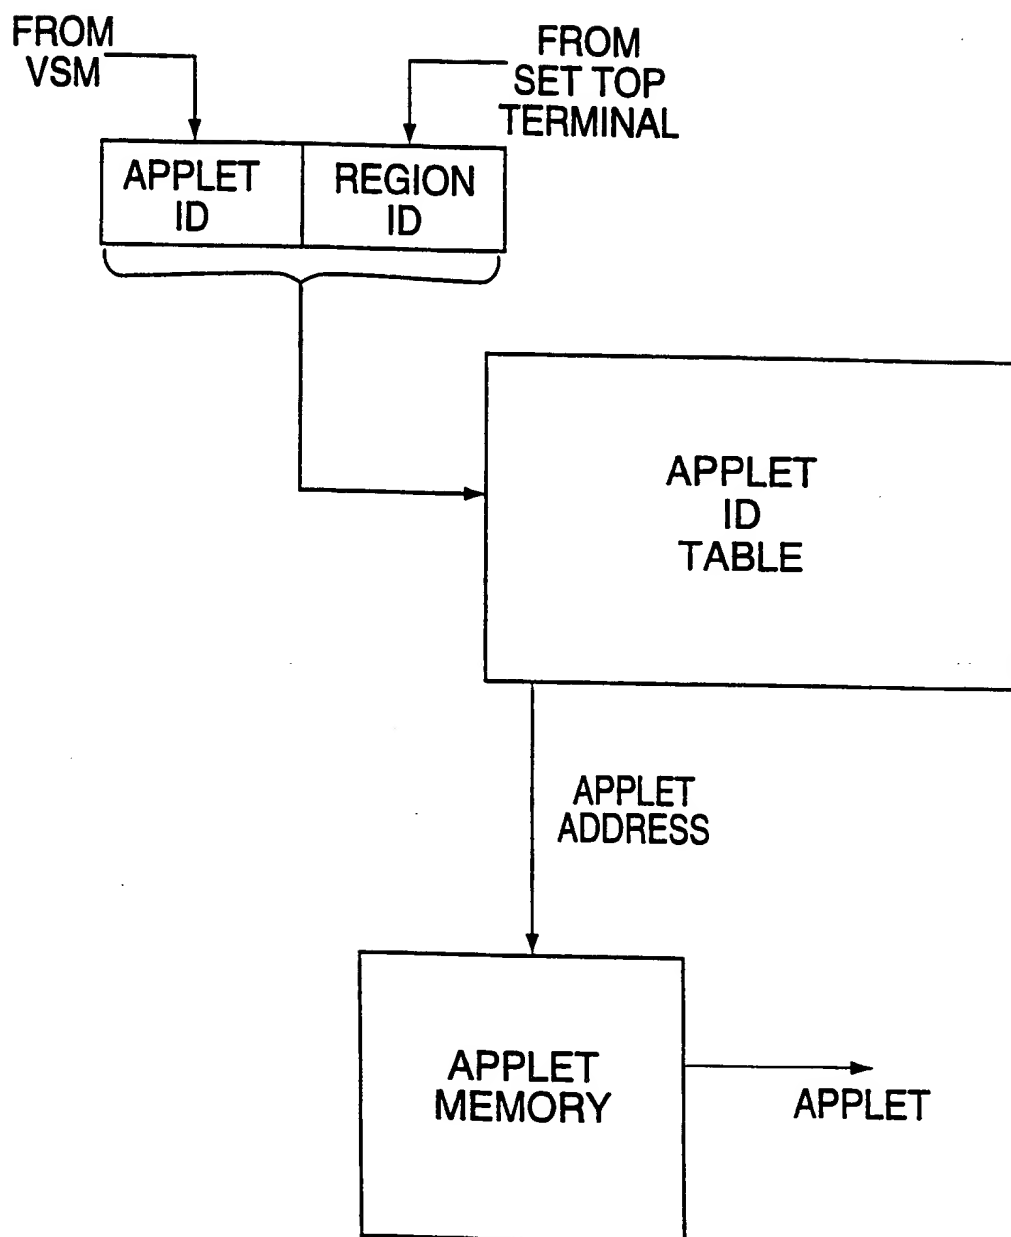 FROM
VSM
FROM
SET TOP
TERMINAL
APPLET
ID
REGION
ID
APPLET
ID
TABLE
APPLET
ADDRESS
APPLET
MEMORY
APPLET